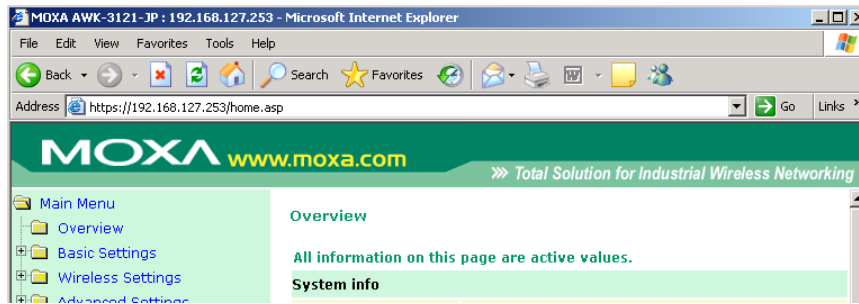 MOXA AWK-3121-JP : 192.168.127.253 - Microsoft Internet Explorer
File Edit View Favorites Tools Help
Back Search Favorites
Address https://192.168.127.253/home.asp Go Links »
MOXA www.moxa.com
»» Total Solution for Industrial Wireless Networking
Main Menu
Overview
Basic Settings
Wireless Settings
Advanced Settings
Overview
All information on this page are active values.
System info